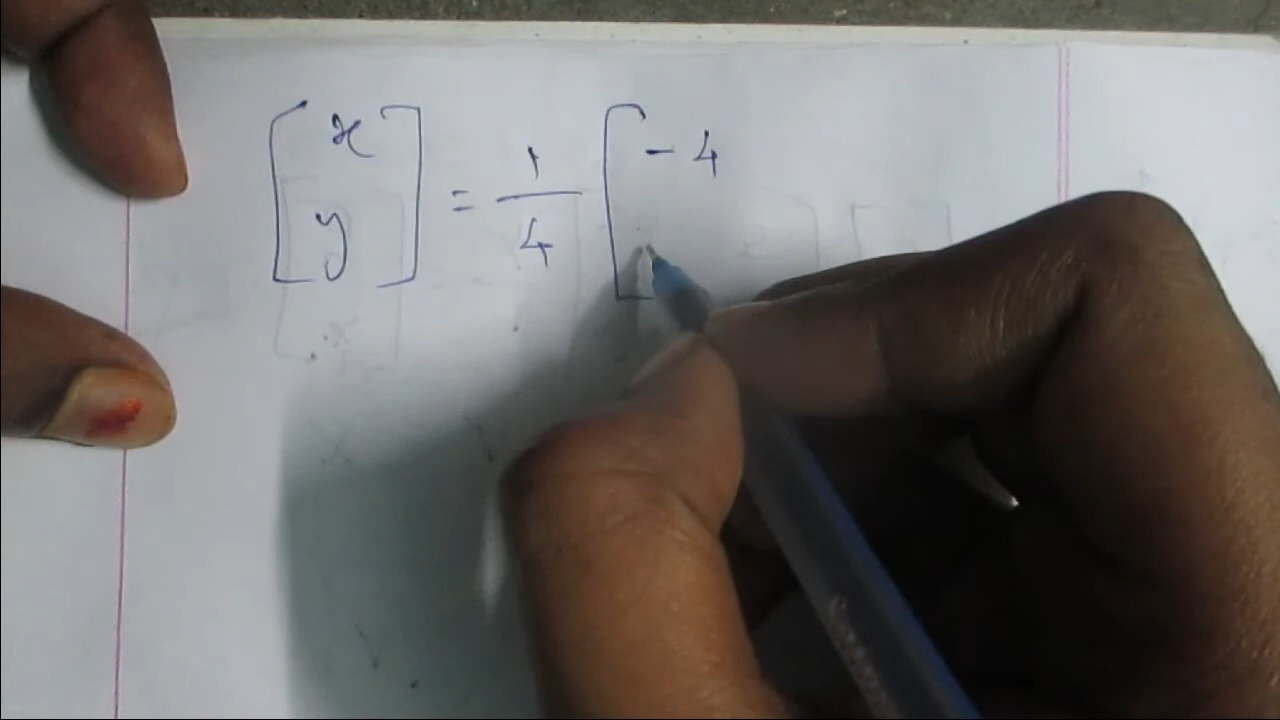 [ x ] = 1/4 [ -4
[ y ]